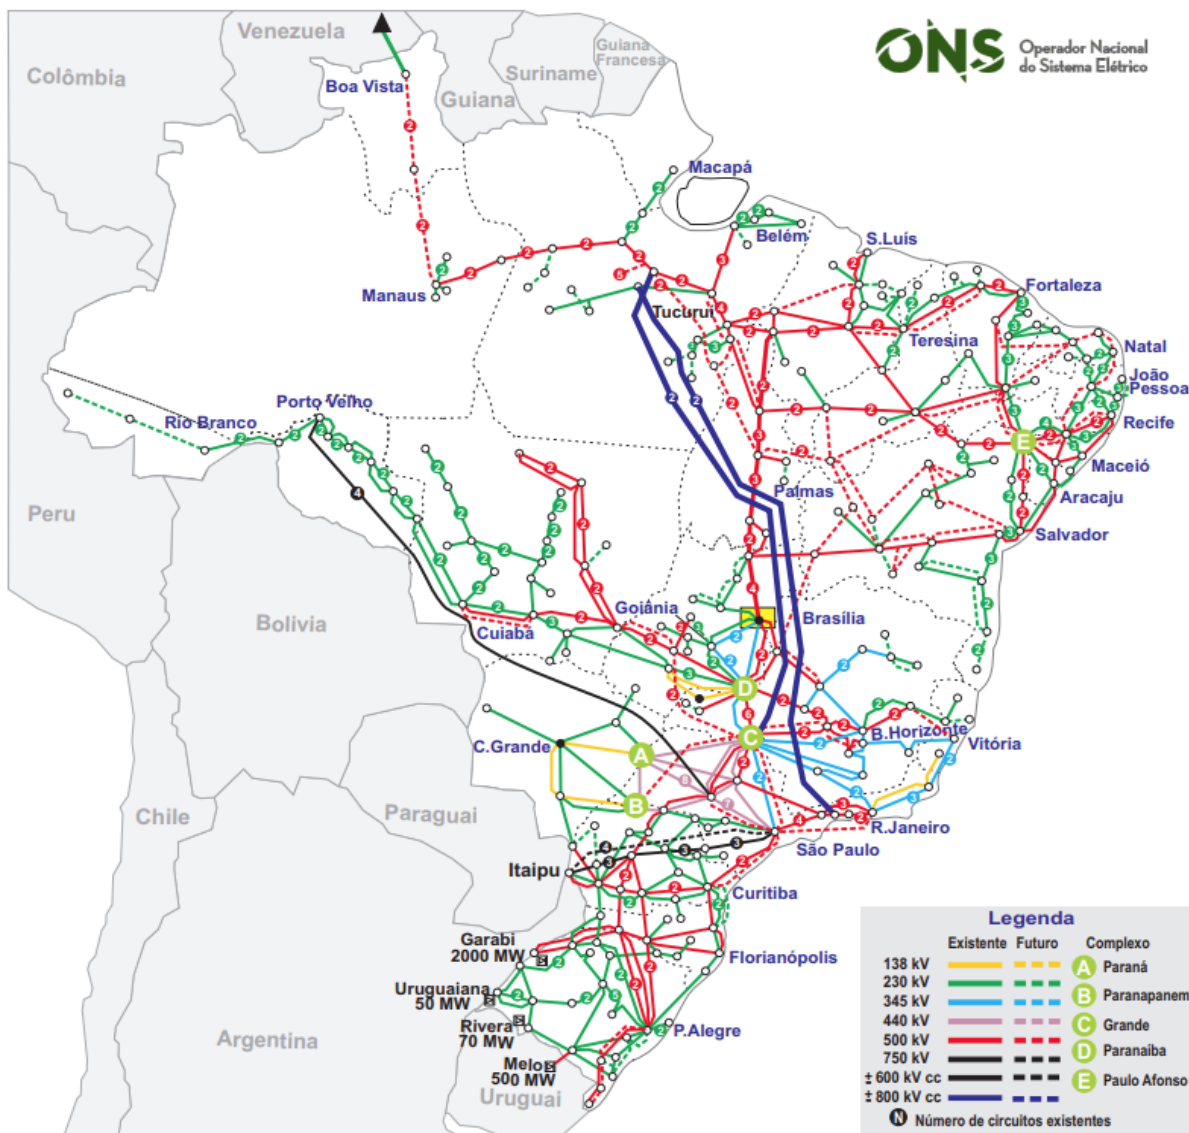 ONS
Operador Nacional
do Sistema Elétrico
Venezuela
Colômbia
Boa Vista
Guiana
Suriname
Guiana
Francesa
Macapá
Belém
S.Luís
Manaus
Tucuruí
Fortaleza
Teresina
Natal
João
Pessoa
Recife
Maceió
Aracaju
Salvador
Porto Velho
Rio Branco
Peru
Palmas
Bolivia
Cuiabá
Goiânia
Brasília
C.Grande
B.Horizonte
Vitória
A
B
C
D
E
Chile
Paraguai
R.Janeiro
São Paulo
Itaipu
Curitiba
Garabi
2000 MW
Florianópolis
Uruguaiana
50 MW
Rivera
70 MW
P.Alegre
Melo
500 MW
Argentina
Uruguai
Legenda
Existente Futuro Complexo
138 kV A Paraná
230 kV
345 kV B Paranapanem
440 kV C Grande
500 kV
750 kV D Paranaíba
± 600 kV cc E Paulo Afonso
± 800 kV cc
N Número de circuitos existentes